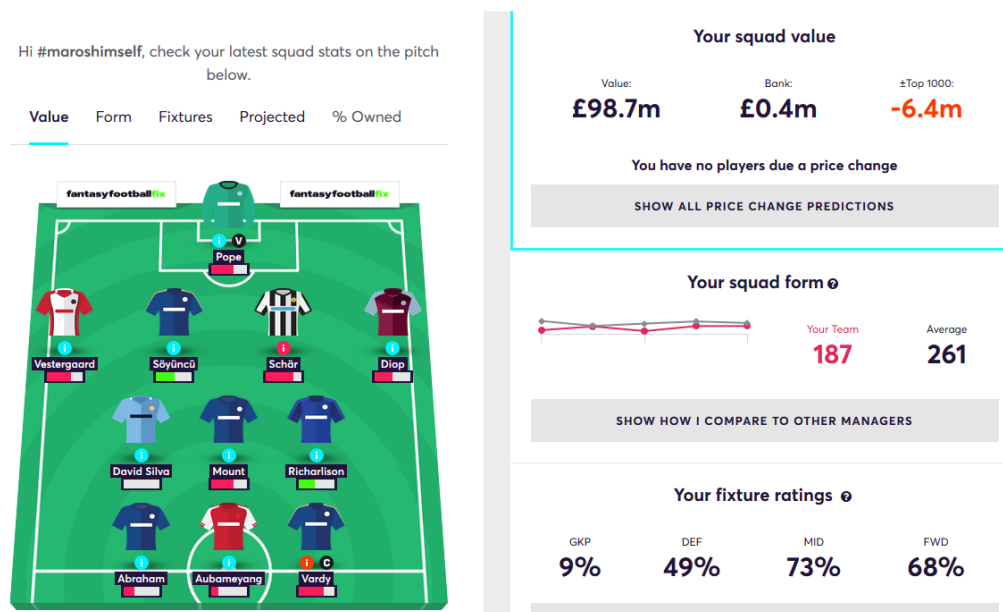 Hi #maroshimself, check your latest squad stats on the pitch
below.
Value Form Fixtures Projected % Owned
fantasyfootballfix fantasyfootballfix
i V
Pope
i i i i
Vestergaard Söyüncü Schär Diop
i i i
David Silva Mount Richarlison
i i i C
Abraham Aubameyang Vardy
Your squad value
Value: Bank: ±Top 1000:
£98.7m £0.4m -6.4m
You have no players due a price change
SHOW ALL PRICE CHANGE PREDICTIONS
Your squad form ?
Your Team Average
187 261
SHOW HOW I COMPARE TO OTHER MANAGERS
Your fixture ratings ?
GKP DEF MID FWD
9% 49% 73% 68%